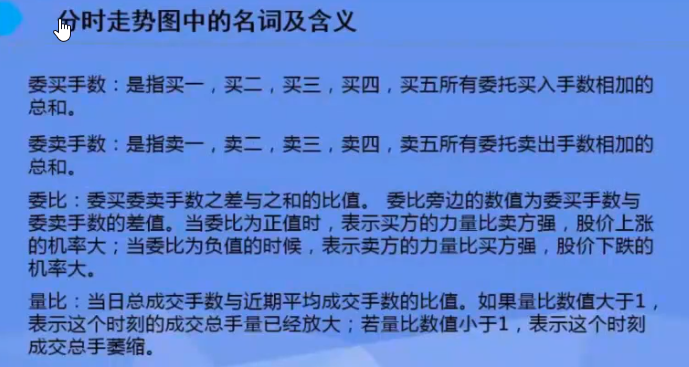 分时走势图中的名词及含义
委买手数：是指买一，买二，买三，买四，买五所有委托买入手数相加的
总和。
委卖手数：是指卖一，卖二，卖三，卖四，卖五所有委托卖出手数相加的
总和。
委比：委买委卖手数之差与之和的比值。 委比旁边的数值为委买手数与
委卖手数的差值。当委比为正值时，表示买方的力量比卖方强，股价上涨
的机率大；当委比为负值的时候，表示卖方的力量比买方强，股价下跌的
机率大。
量比：当日总成交手数与近期平均成交手数的比值。如果量比数值大于1，
表示这个时刻的成交总手量已经放大；若量比数值小于1，表示这个时刻
成交总手萎缩。